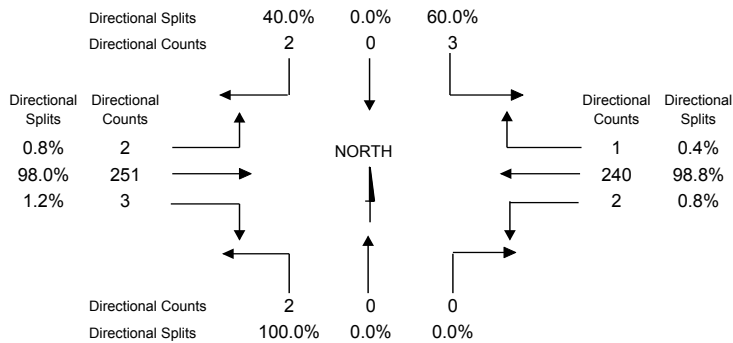 Directional Splits 40.0% 0.0% 60.0%
Directional Counts 2 0 3
Directional Directional Directional Directional
Splits Counts Counts Splits
0.8% 2 1 0.4%
NORTH
98.0% 251 240 98.8%
1.2% 3 2 0.8%
Directional Counts 2 0 0
Directional Splits 100.0% 0.0% 0.0%